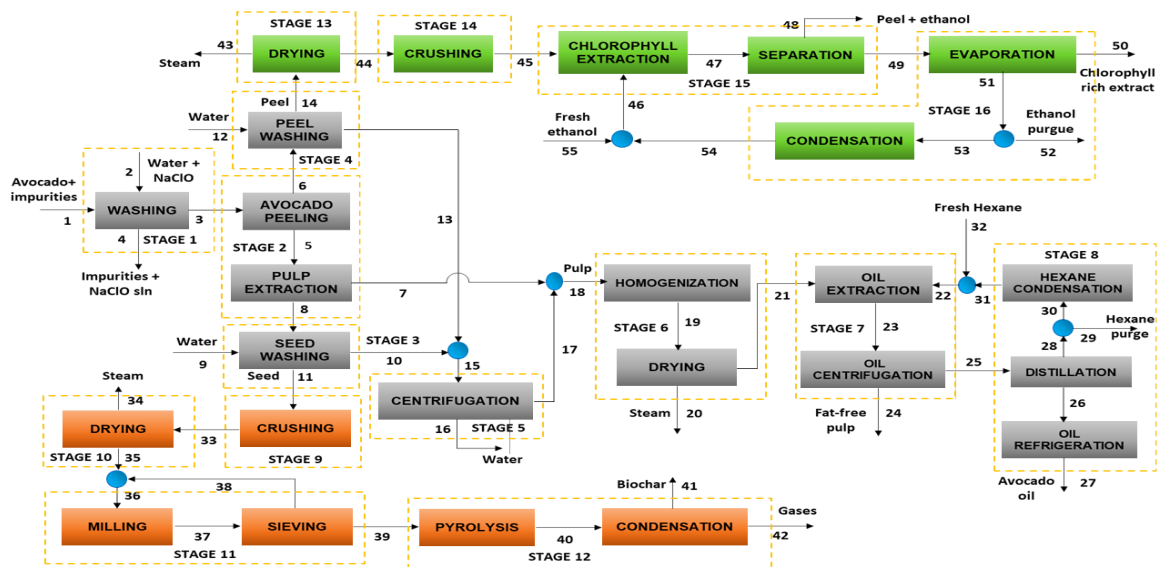 STAGE 13
43
DRYING
Steam
44
STAGE 14
CRUSHING
45
CHLOROPHYLL
EXTRACTION
47
STAGE 15
48
Peel + ethanol
SEPARATION
49
EVAPORATION
50
Chlorophyll
rich extract
51
STAGE 16
46
Fresh
ethanol
55
54
CONDENSATION
53
Ethanol
purgue
52
Peel
14
Water
12
PEEL
WASHING
STAGE 4
Water +
NaClO
2
Avocado+
impurities
1
WASHING
3
4
STAGE 1
Impurities +
NaClO sln
6
AVOCADO
PEELING
STAGE 2
5
PULP
EXTRACTION
7
8
13
Water
9
SEED
WASHING
STAGE 3
10
Seed
11
15
CENTRIFUGATION
16
STAGE 5
Water
17
Pulp
18
HOMOGENIZATION
STAGE 6
19
DRYING
Steam
20
21
OIL
EXTRACTION
22
STAGE 7
23
OIL
CENTRIFUGATION
Fat-free
pulp
24
25
Fresh Hexane
32
31
STAGE 8
HEXANE
CONDENSATION
30
Hexane
purge
28
29
DISTILLATION
26
OIL
REFRIGERATION
Avocado
oil
27
Steam
34
DRYING
33
CRUSHING
STAGE 9
STAGE 10
35
36
38
MILLING
37
SIEVING
STAGE 11
39
PYROLYSIS
40
STAGE 12
Biochar
41
CONDENSATION
Gases
42